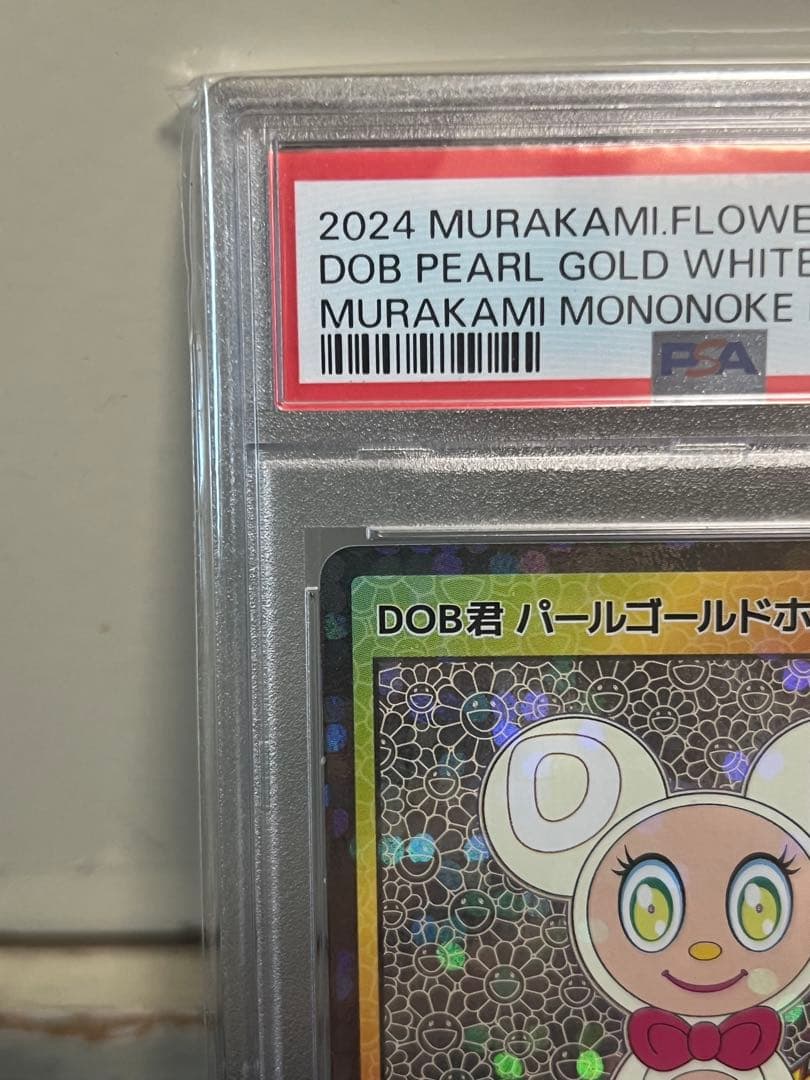 2024 MURAKAMI.FLOWE
DOB PEARL GOLD WHITE
MURAKAMI MONONOKE
PSA
DOB君 パールゴールドホ
D